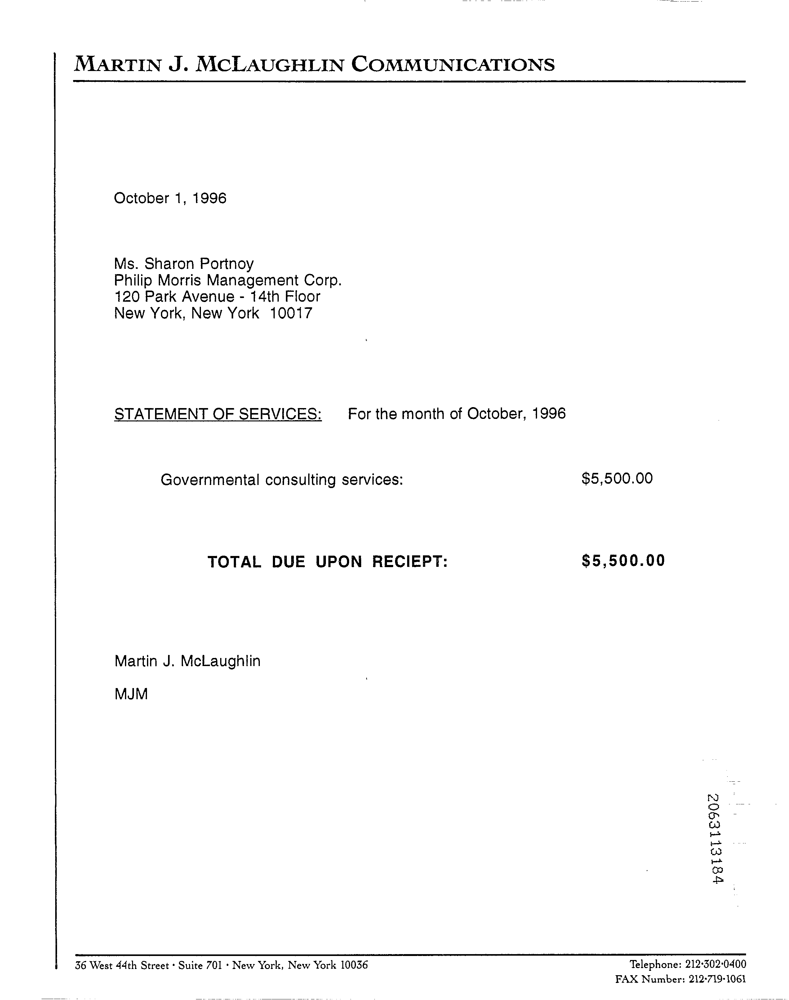 MARTIN J. MCLAUGHLIN COMMUNICATIONS
October 1, 1996
Ms. Sharon Portnoy
Philip Morris Management Corp.
120 Park Avenue - 14th Floor
New York, New York 10017
STATEMENT OF SERVICES: For the month of October, 1996
Governmental consulting services: $5,500.00
TOTAL DUE UPON RECIEPT: $5,500.00
Martin J. McLaughlin
MJM
2063113184
36 West 44th Street · Suite 701 · New York, New York 10036
Telephone: 212·302·0400
FAX Number: 212·719·1061